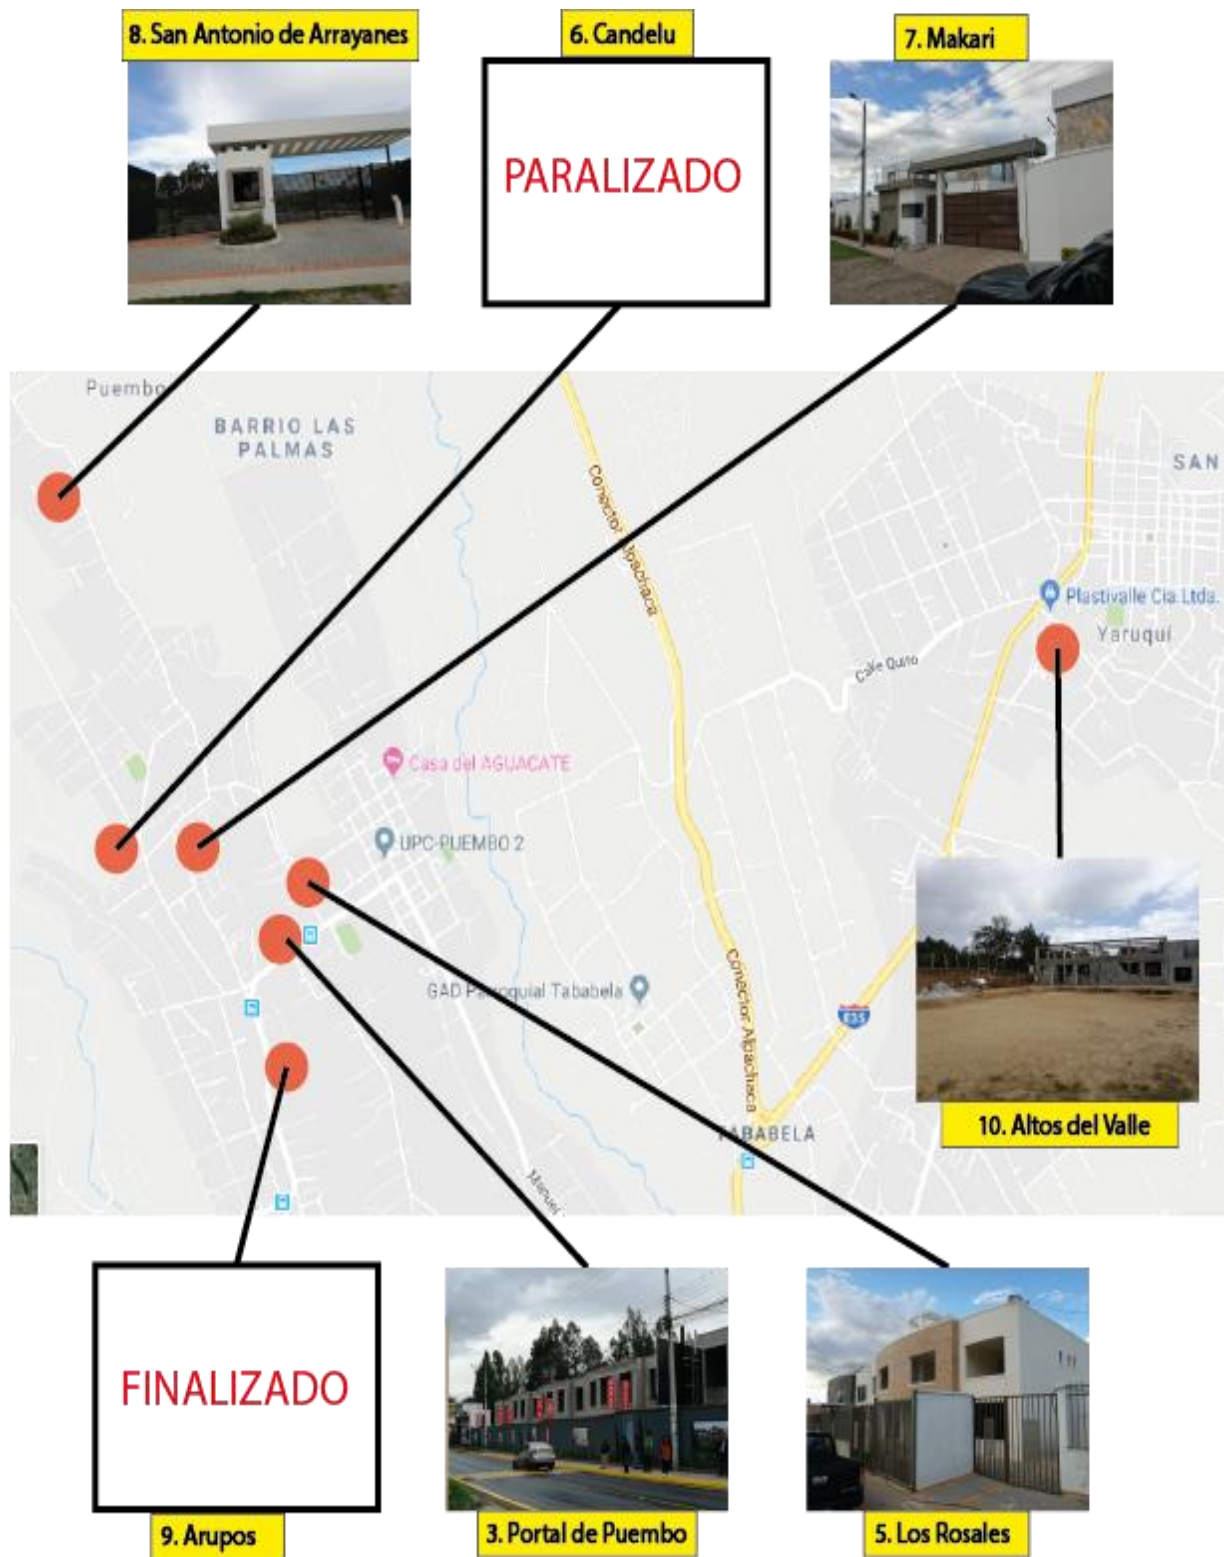 8. San Antonio de Arrayanes
6. Candelu
7. Makari
PARALIZADO
Puembo
BARRIO LAS
PALMAS
SAN
Conector Alpachaca
Plastivalle Cia.Ltda.
Yaruquí
Calle Quito
Casa del AGUACATE
UPC-PUEMBO 2
GAD Parroquial Tababela
E35
Conector Alpachaca
TABABELA
10. Altos del Valle
Manuel
FINALIZADO
9. Arupos
3. Portal de Puembo
5. Los Rosales